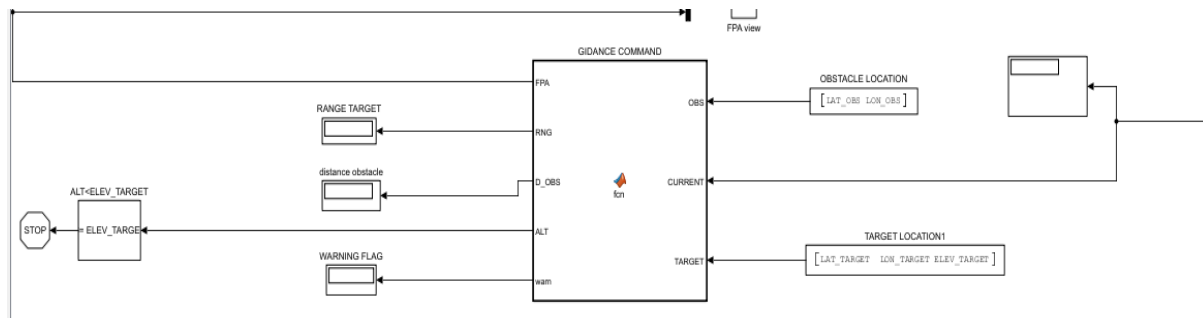 FPA view
GIDANCE COMMAND
FPA
OBSTACLE LOCATION
[LAT_OBS LON_OBS]
OBS
RANGE TARGET
RNG
distance obstacle
D_OBS
fcn
CURRENT
ALT<ELEV_TARGET
STOP
= ELEV_TARGE
ALT
TARGET LOCATION1
[LAT_TARGET LON_TARGET ELEV_TARGET]
TARGET
WARNING FLAG
warn